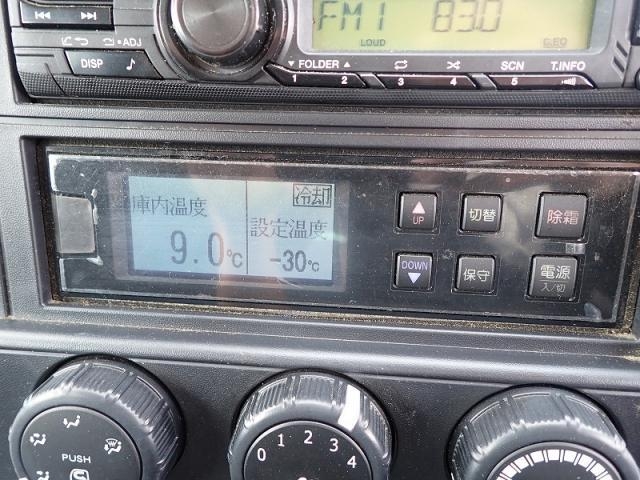 FM1 83.0
LOUD EEQ
ADJ
DISP
FOLDER SCN T.INFO
1 2 3 4 5
冷却
庫内温度 設定温度
9.0℃ -30℃
UP 切替 除霜
DOWN 保守 電源
入/切
PUSH
0 1 2 3 4